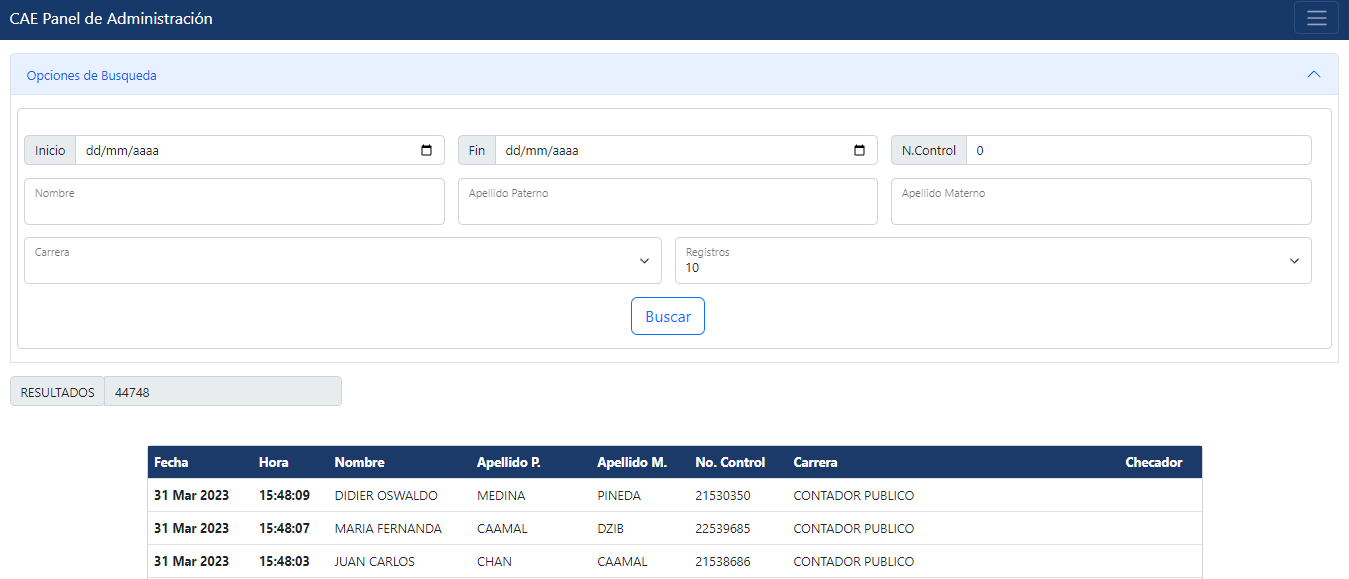 CAE Panel de Administración
Opciones de Busqueda
Inicio dd/mm/aaaa Fin dd/mm/aaaa N.Control 0
Nombre Apellido Paterno Apellido Materno
Carrera Registros
10
Buscar
RESULTADOS 44748
Fecha Hora Nombre Apellido P. Apellido M. No. Control Carrera Checador
31 Mar 2023 15:48:09 DIDIER OSWALDO MEDINA PINEDA 21530350 CONTADOR PUBLICO
31 Mar 2023 15:48:07 MARIA FERNANDA CAAMAL DZIB 22539685 CONTADOR PUBLICO
31 Mar 2023 15:48:03 JUAN CARLOS CHAN CAAMAL 21538686 CONTADOR PUBLICO